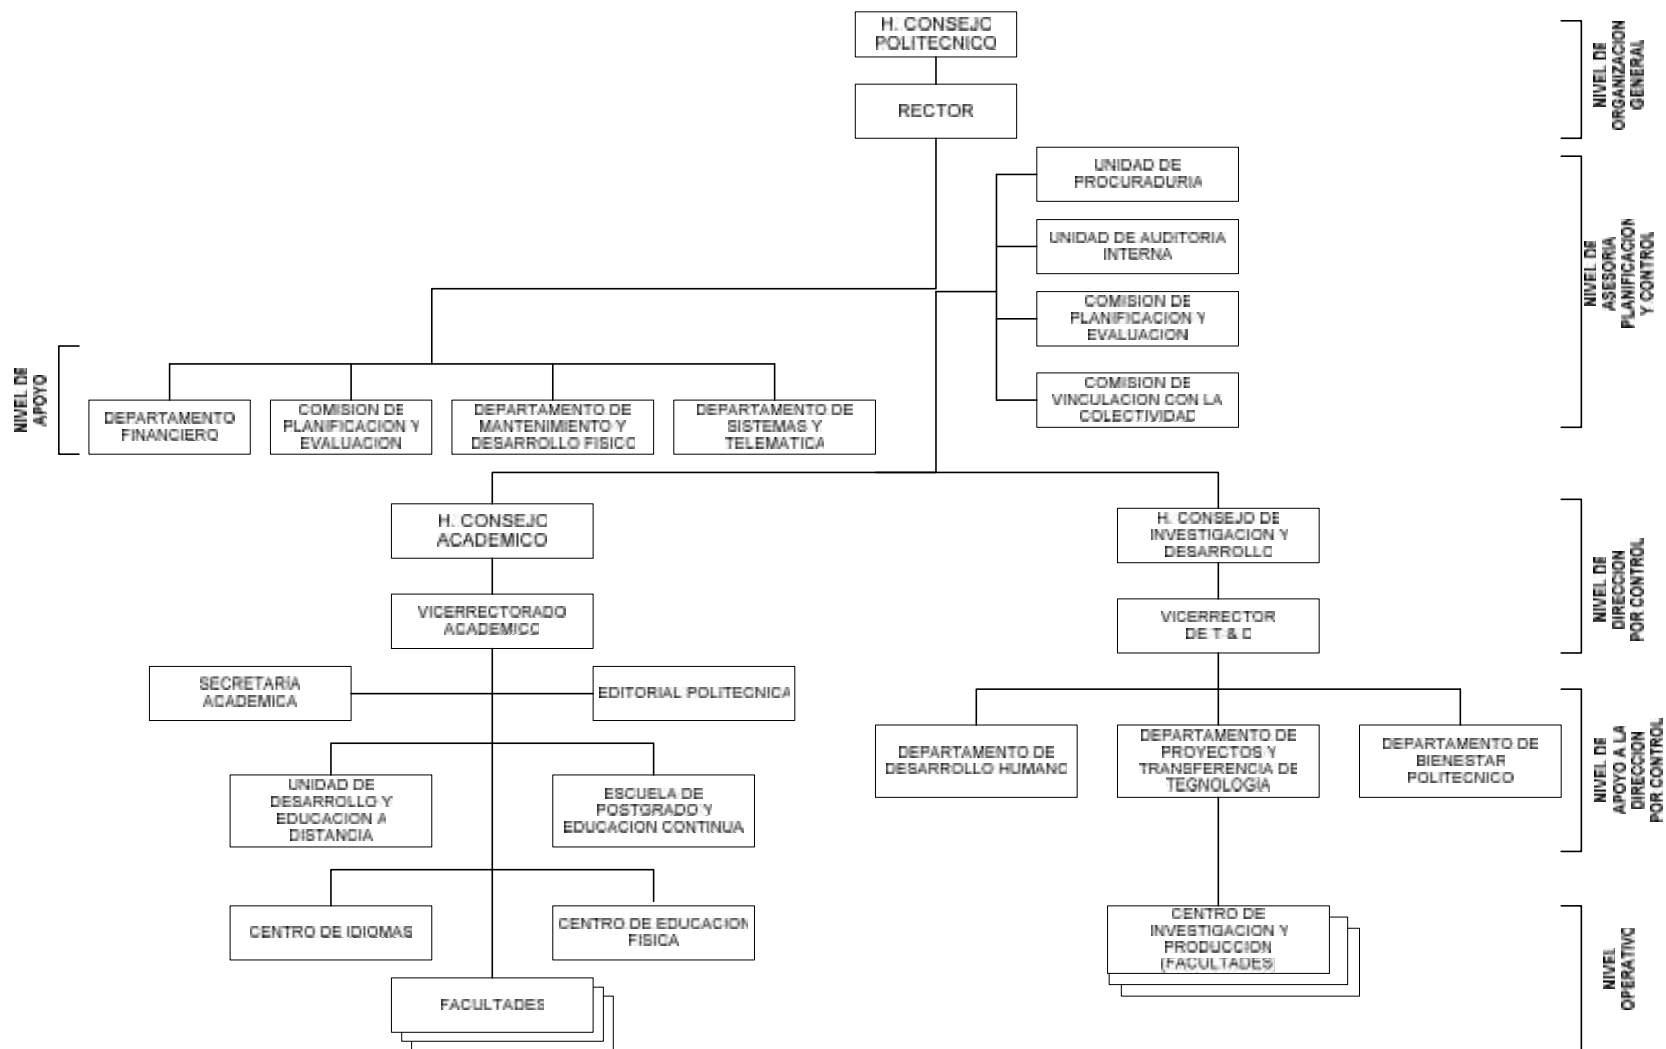 H. CONSEJO
POLITECNICO
RECTOR
NIVEL DE
ORGANIZACION
GENERAL
UNIDAD DE
PROCURADURIA
UNIDAD DE AUDITORIA
INTERNA
COMISION DE
PLANIFICACION Y
EVALUACION
COMISION DE
VINCULACION CON LA
COLECTIVIDAD
NIVEL DE
ASESORIA
PLANIFICACION
Y CONTROL
NIVEL DE
APOYO
DEPARTAMENTO
FINANCIERO
COMISION DE
PLANIFICACION Y
EVALUACION
DEPARTAMENTO DE
MANTENIMIENTO Y
DESARROLLO FISICO
DEPARTAMENTO DE
SISTEMAS Y
TELEMATICA
H. CONSEJO
ACADEMICO
H. CONSEJO DE
INVESTIGACION Y
DESARROLLO
VICERRECTORADO
ACADEMICO
VICERRECTOR
DE T & D
NIVEL DE
DIRECCION
POR CONTROL
SECRETARIA
ACADEMICA
EDITORIAL POLITECNICA
UNIDAD DE
DESARROLLO Y
EDUCACION A
DISTANCIA
ESCUELA DE
POSTGRADO Y
EDUCACION CONTINUA
DEPARTAMENTO DE
DESARROLLO HUMANO
DEPARTAMENTO DE
PROYECTOS Y
TRANSFERENCIA DE
TEGNOLOGIA
DEPARTAMENTO DE
BIENESTAR
POLITECNICO
NIVEL DE
APOYO A LA
DIRECCION
POR CONTROL
CENTRO DE IDIOMAS
CENTRO DE EDUCACION
FISICA
FACULTADES
CENTRO DE
INVESTIGACION Y
PRODUCCION
(FACULTADES)
NIVEL
OPERATIVO